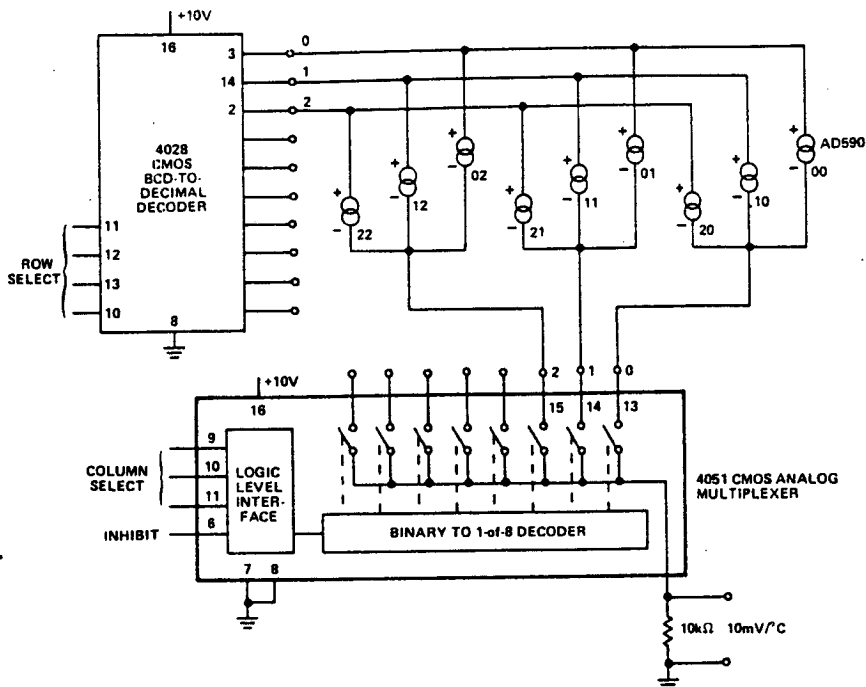 +10V
16
3
0
14
1
2
2
4028
CMOS
BCD-TO-
DECIMAL
DECODER
ROW
SELECT
11
12
13
10
8
+
-
22
+
-
12
+
-
02
+
-
21
+
-
11
+
-
01
+
-
20
+
-
10
+
-
00
AD590
+10V
16
2
1
0
15
14
13
COLUMN
SELECT
9
10
11
INHIBIT
6
LOGIC
LEVEL
INTER-
FACE
BINARY TO 1-of-8 DECODER
4051 CMOS ANALOG
MULTIPLEXER
7
8
10kΩ 10mV/°C